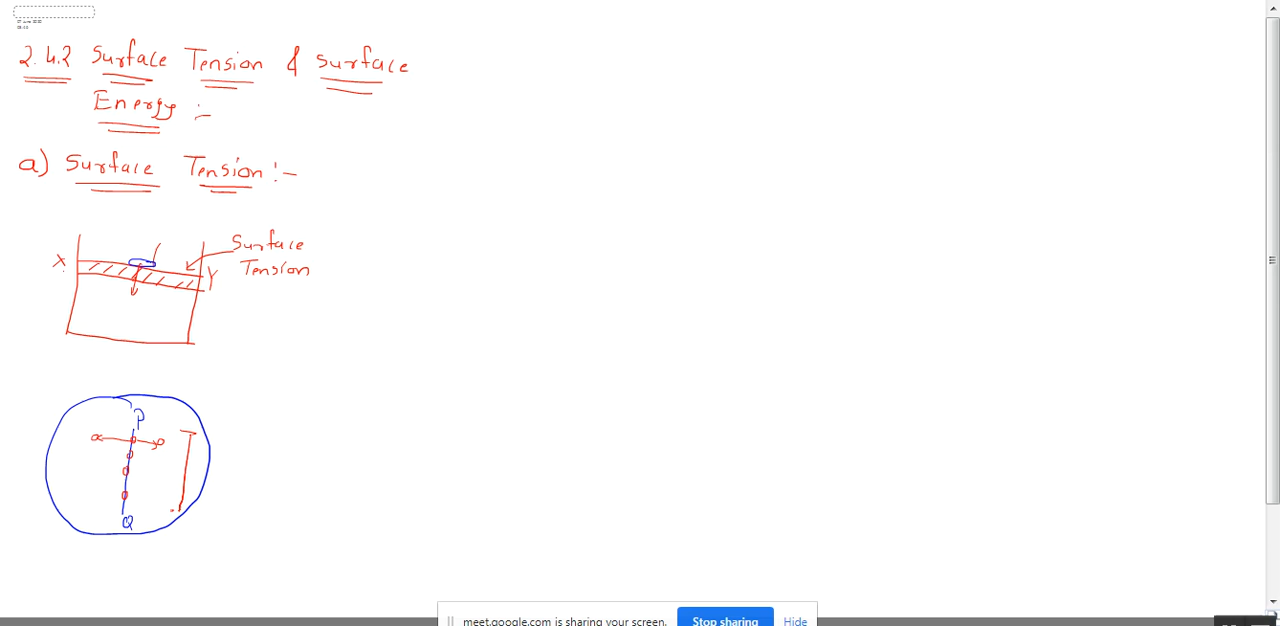 2.4.2 Surface Tension & Surface
Energy :-
a) Surface Tension :-
X
Surface
Tension
Y
P
Q
meet.google.com is sharing your screen.
Stop sharing
Hide